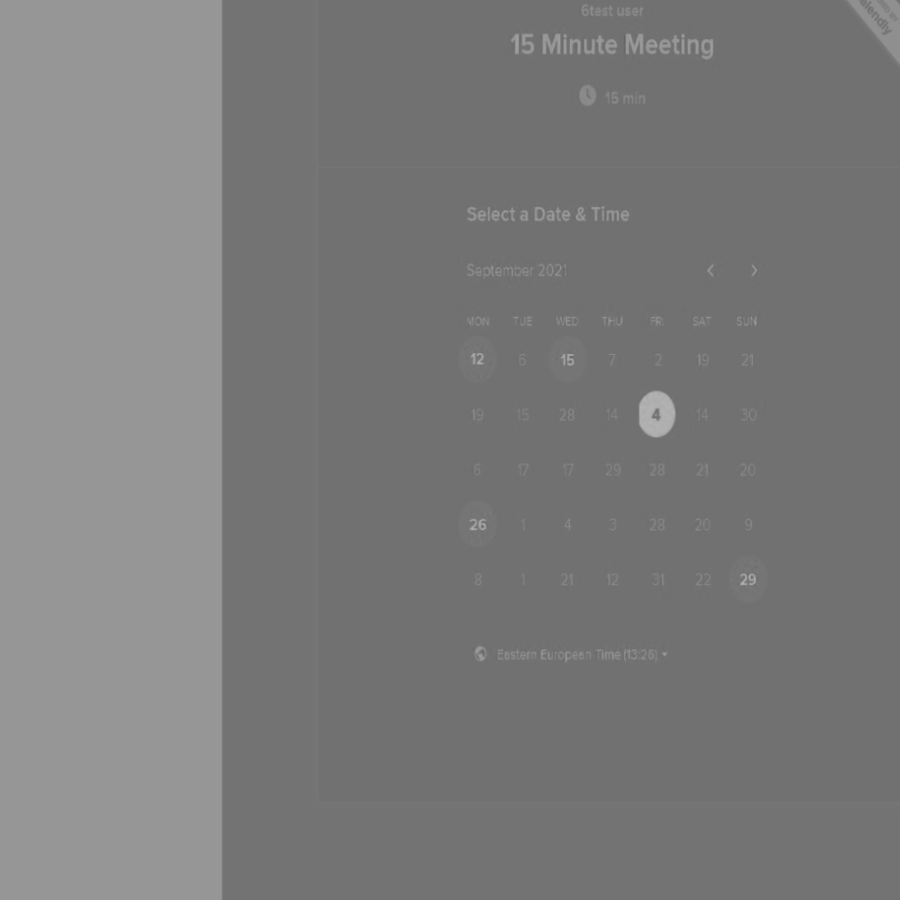 6test user
15 Minute Meeting
15 min
Select a Date & Time
September 2021
MON TUE WED THU FRI SAT SUN
12 6 15 7 2 19 21
19 15 28 14 4 14 30
6 17 17 29 28 21 20
26 1 4 3 28 20 9
8 1 21 12 31 22 29
Eastern European Time (13:26)